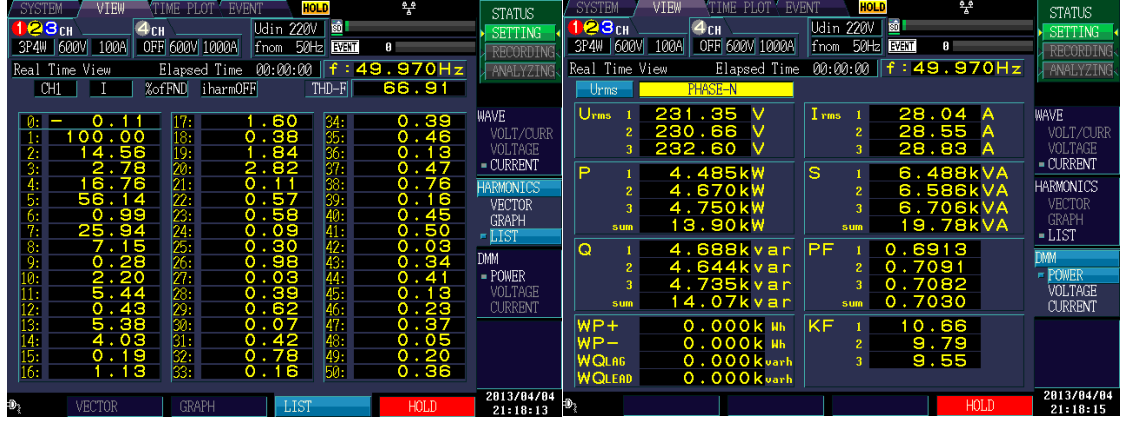 SYSTEM VIEW TIME PLOT EVENT HOLD
1 2 3 CH 4 CH Udin 220V SD
3P4W 600V 100A OFF 600V 1000A fnom 50Hz EVENT 0
Real Time View Elapsed Time 00:00:00 f:49.970Hz
CH1 I %ofFND iharmOFF THD-F 66.91
0: - 0.11 17: 1.60 34: 0.39
1: 100.00 18: 0.38 35: 0.46
2: 14.56 19: 1.84 36: 0.13
3: 2.78 20: 2.82 37: 0.47
4: 16.76 21: 0.11 38: 0.76
5: 56.14 22: 0.57 39: 0.16
6: 0.99 23: 0.58 40: 0.45
7: 25.94 24: 0.09 41: 0.50
8: 7.15 25: 0.30 42: 0.03
9: 0.28 26: 0.98 43: 0.34
10: 2.20 27: 0.03 44: 0.41
11: 5.44 28: 0.39 45: 0.13
12: 0.43 29: 0.62 46: 0.23
13: 5.38 30: 0.07 47: 0.37
14: 4.03 31: 0.42 48: 0.05
15: 0.19 32: 0.78 49: 0.20
16: 1.13 33: 0.16 50: 0.36
VECTOR GRAPH LIST HOLD
STATUS
SETTING
RECORDING
ANALYZING
WAVE
VOLT/CURR
VOLTAGE
CURRENT
HARMONICS
VECTOR
GRAPH
LIST
DMM
POWER
VOLTAGE
CURRENT
2013/04/04
21:18:13
SYSTEM VIEW TIME PLOT EVENT HOLD
1 2 3 CH 4 CH Udin 220V SD
3P4W 600V 100A OFF 600V 1000A fnom 50Hz EVENT 0
Real Time View Elapsed Time 00:00:00 f:49.970Hz
Urms PHASE-N
Urms 1 231.35 V Irms 1 28.04 A
2 230.66 V 2 28.55 A
3 232.60 V 3 28.83 A
P 1 4.485kW S 1 6.488kVA
2 4.670kW 2 6.586kVA
3 4.750kW 3 6.706kVA
sum 13.90kW sum 19.78kVA
Q 1 4.688kvar PF 1 0.6913
2 4.644kvar 2 0.7091
3 4.735kvar 3 0.7082
sum 14.07kvar sum 0.7030
WP+ 0.000k Wh KF 1 10.66
WP- 0.000k Wh 2 9.79
WQLAG 0.000kvarh 3 9.55
WQLEAD 0.000kvarh
HOLD
STATUS
SETTING
RECORDING
ANALYZING
WAVE
VOLT/CURR
VOLTAGE
CURRENT
HARMONICS
VECTOR
GRAPH
LIST
DMM
POWER
VOLTAGE
CURRENT
2013/04/04
21:18:15